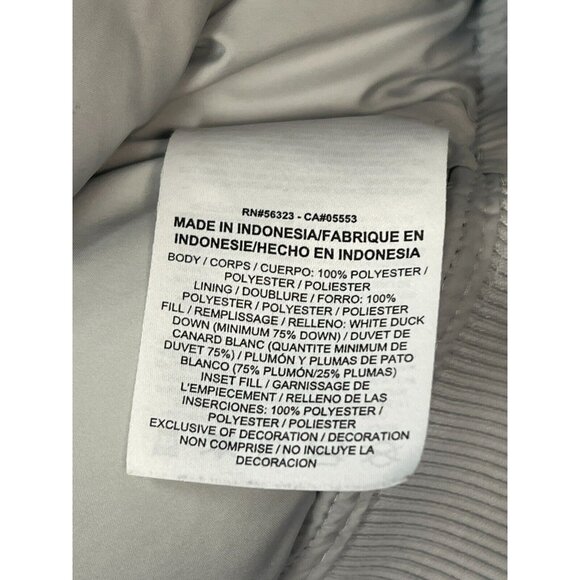 RN#56323 - CA#05553
MADE IN INDONESIA/FABRIQUE EN
INDONESIE/HECHO EN INDONESIA
BODY / CORPS / CUERPO: 100% POLYESTER /
POLYESTER / POLIESTER
LINING / DOUBLURE / FORRO: 100%
POLYESTER / POLYESTER / POLIESTER
FILL / REMPLISSAGE / RELLENO: WHITE DUCK
DOWN (MINIMUM 75% DOWN) / DUVET DE
CANARD BLANC (QUANTITE MINIMUM DE
DUVET 75%) / PLUMÓN Y PLUMAS DE PATO
BLANCO (75% PLUMÓN/25% PLUMAS)
INSET FILL / GARNISSAGE DE
L'EMPIECEMENT / RELLENO DE LAS
INSERCIONES: 100% POLYESTER /
POLYESTER / POLIESTER
EXCLUSIVE OF DECORATION / DECORATION
NON COMPRISE / NO INCLUYE LA
DECORACION